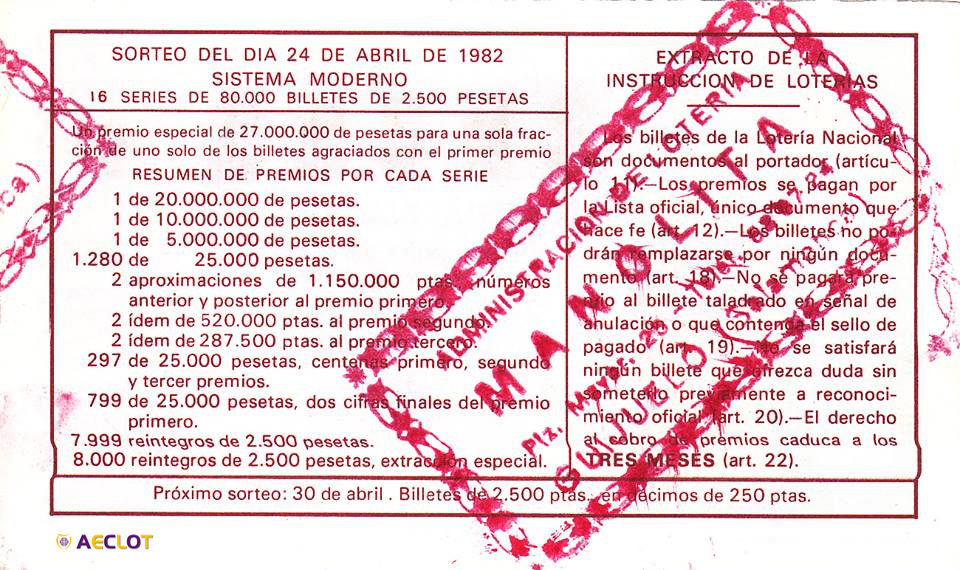 SORTEO DEL DIA 24 DE ABRIL DE 1982
SISTEMA MODERNO
16 SERIES DE 80.000 BILLETES DE 2.500 PESETAS
Un premio especial de 27.000.000 de pesetas para una sola frac-
ción de uno solo de los billetes agraciados con el primer premio
RESUMEN DE PREMIOS POR CADA SERIE
1 de 20.000.000 de pesetas.
1 de 10.000.000 de pesetas.
1 de 5.000.000 de pesetas.
1.280 de 25.000 pesetas.
2 aproximaciones de 1.150.000 ptas. números
anterior y posterior al premio primero.
2 ídem de 520.000 ptas. al premio segundo.
2 ídem de 287.500 ptas. al premio tercero.
297 de 25.000 pesetas, centenas primero, segundo
y tercer premios.
799 de 25.000 pesetas, dos cifras finales del premio
primero.
7.999 reintegros de 2.500 pesetas.
8.000 reintegros de 2.500 pesetas, extracción especial.
EXTRACTO DE LA
INSTRUCCION DE LOTERIAS
Los billetes de la Lotería Nacional
son documentos al portador (artícu-
lo 11).—Los premios se pagan por
la Lista oficial, único documento que
hace fe (art. 12).—Los billetes no po-
drán remplazarse por ningún docu-
mento (art. 18).—No se pagará pre-
mio al billete taladrado en señal de
anulación o que contenga el sello de
pagado (art. 19).—No se satisfará
ningún billete que ofrezca duda sin
someterlo previamente a reconoci-
miento oficial (art. 20).—El derecho
al cobro de premios caduca a los
TRES MESES (art. 22).
Próximo sorteo: 30 de abril . Billetes de 2.500 ptas., en décimos de 250 ptas.
ADMINISTRACION DE LOTERIA
MANOLITA
Plz. Mayor, 25 - Tel.
GUIJUELO (Salamanca)
ca)
AECLOT